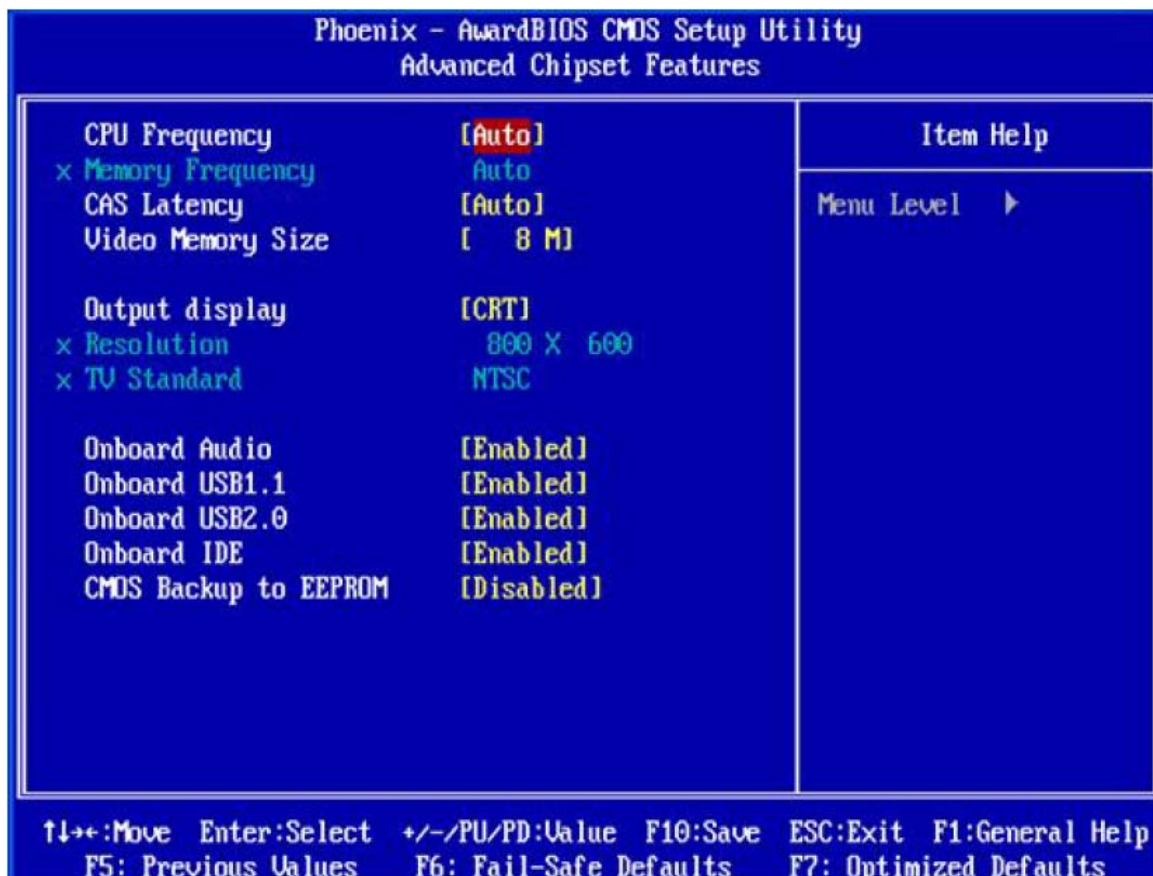 Phoenix - AwardBIOS CMOS Setup Utility
Advanced Chipset Features
CPU Frequency [Auto]
x Memory Frequency Auto
CAS Latency [Auto]
Video Memory Size [ 8 M]
Output display [CRT]
x Resolution 800 X 600
x TV Standard NTSC
Onboard Audio [Enabled]
Onboard USB1.1 [Enabled]
Onboard USB2.0 [Enabled]
Onboard IDE [Enabled]
CMOS Backup to EEPROM [Disabled]
Item Help
Menu Level ▶
↑↓→←:Move Enter:Select +/-/PU/PD:Value F10:Save ESC:Exit F1:General Help
F5: Previous Values F6: Fail-Safe Defaults F7: Optimized Defaults